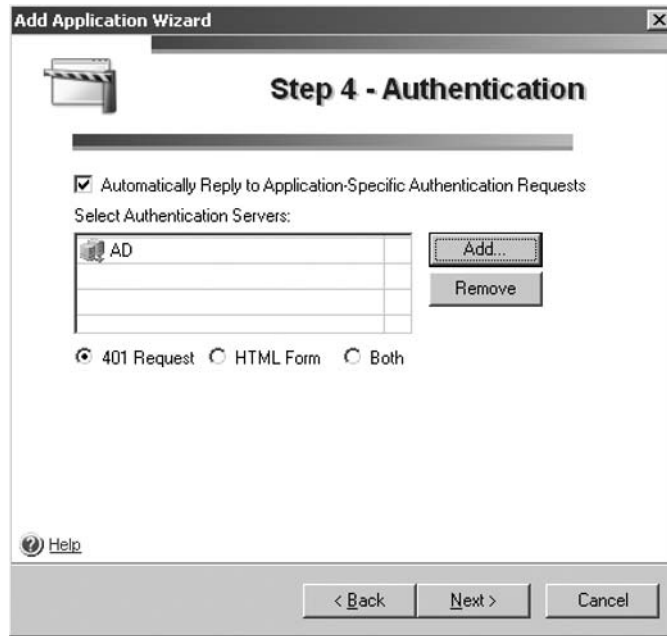 Add Application Wizard
Step 4 - Authentication
Automatically Reply to Application-Specific Authentication Requests
Select Authentication Servers:
AD
Add...
Remove
401 Request HTML Form Both
Help
< Back Next > Cancel